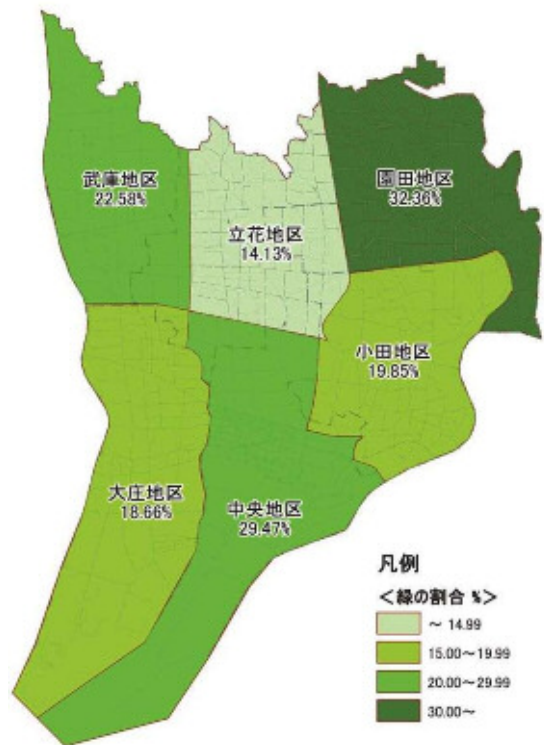 武庫地区
22.58%
立花地区
14.13%
園田地区
32.36%
小田地区
19.85%
大庄地区
18.66%
中央地区
29.47%
凡例
＜緑の割合 %＞
～ 14.99
15.00～19.99
20.00～29.99
30.00～